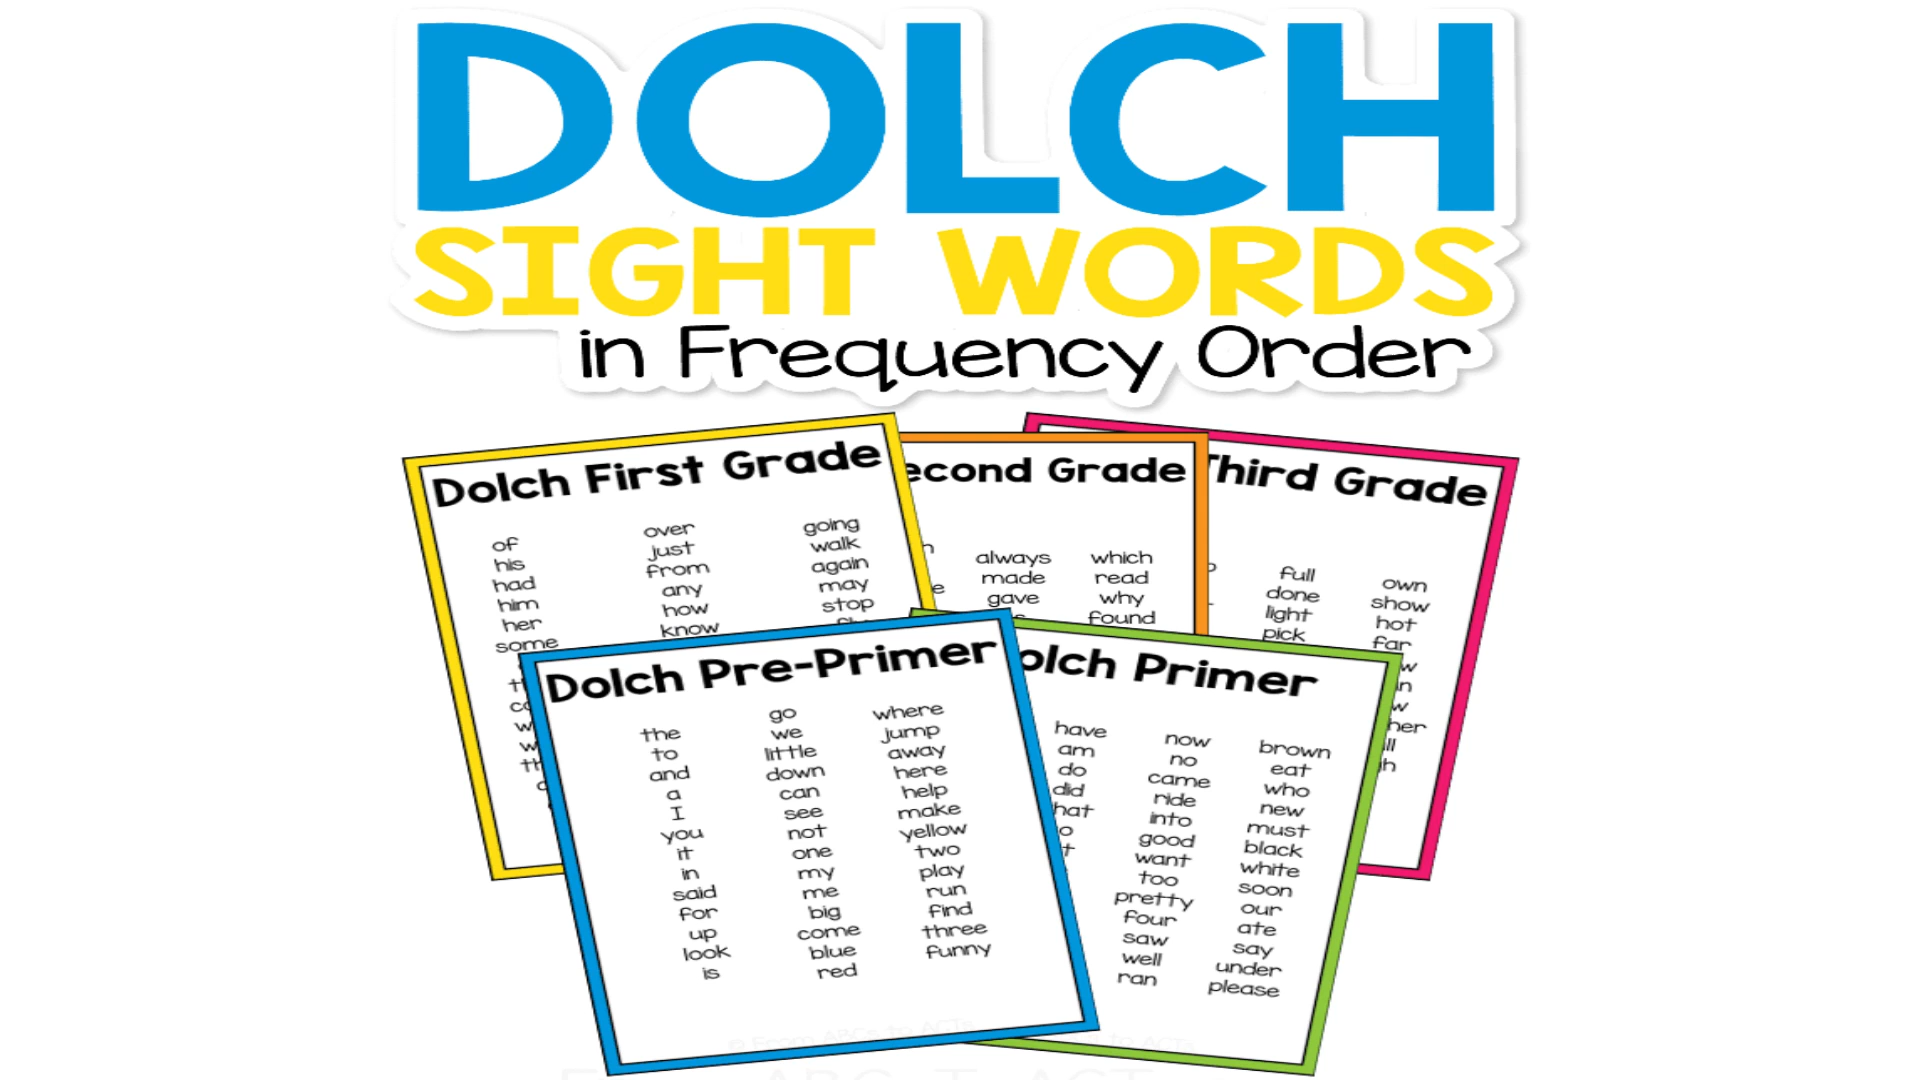 DOLCH
SIGHT WORDS
in Frequency Order
Dolch First Grade
of over going
his just walk
had from again
him any may
her how stop
some know
Grade
always which
made read
gave why
found
Third Grade
full own
done show
light hot
pick far
Dolch Pre-Primer
the go where
to we jump
and little away
a down here
I can help
you see make
it not yellow
in one two
said my play
for me run
up big find
look come three
is blue funny
red
Primer
have now brown
am no eat
do came who
did ride new
into must
good black
want white
too soon
pretty our
four ate
saw say
well under
ran please